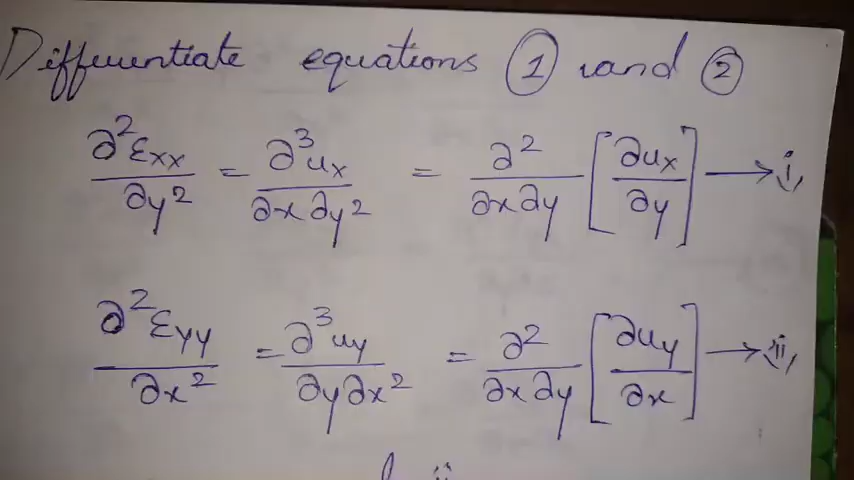 Differentiate equations ① and ②
∂²εxx/∂y² = ∂³ux/∂x∂y² = ∂²/∂x∂y [∂ux/∂y] → i,
∂²εyy/∂x² = ∂³uy/∂y∂x² = ∂²/∂x∂y [∂uy/∂x] → ii,